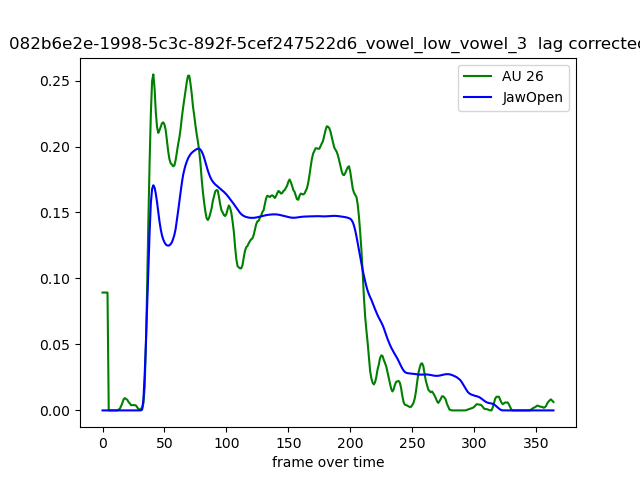 082b6e2e-1998-5c3c-892f-5cef247522d6_vowel_low_vowel_3 lag corrected
AU 26
JawOpen
0.25
0.20
0.15
0.10
0.05
0.00
0 50 100 150 200 250 300 350
frame over time